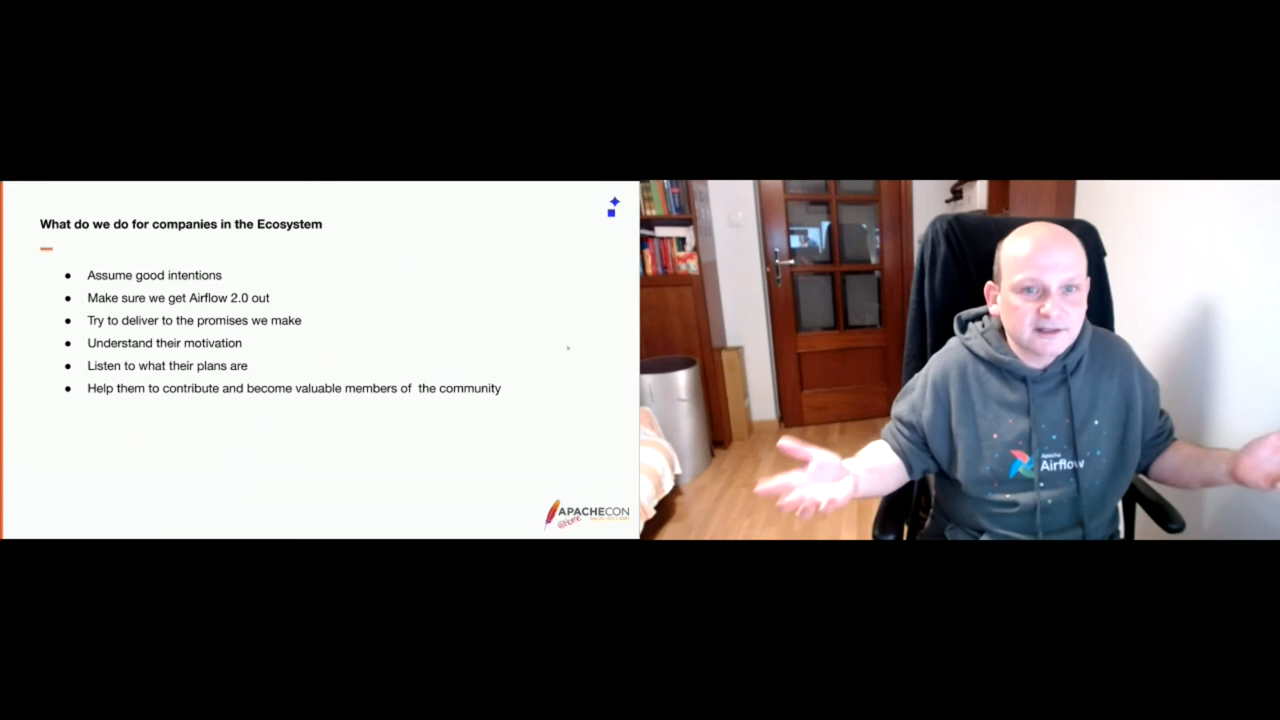 What do we do for companies in the Ecosystem
● Assume good intentions
● Make sure we get Airflow 2.0 out
● Try to deliver to the promises we make
● Understand their motivation
● Listen to what their plans are
● Help them to contribute and become valuable members of the community
APACHECON
@Home
Apache
Airflow